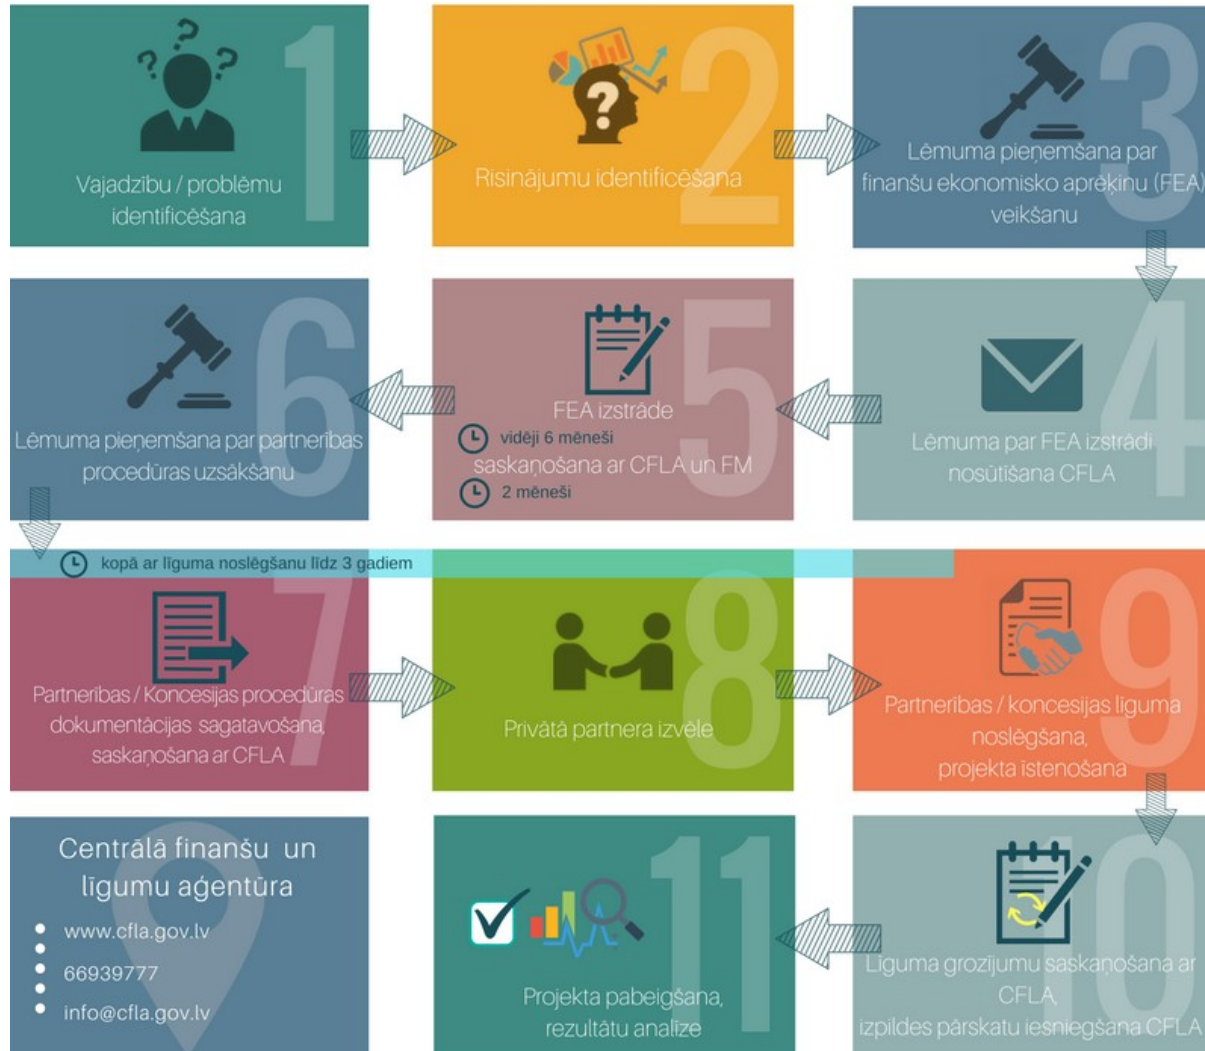 1
Vajadzību / problēmu
identificēšana
2
Risinājumu identificēšana
3
Lēmuma pieņemšana par
finanšu ekonomisko aprēķinu (FEA)
veikšanu
4
Lēmuma par FEA izstrādi
nosūtīšana CFLA
5
FEA izstrāde
vidēji 6 mēneši
saskaņošana ar CFLA un FM
2 mēneši
6
Lēmuma pieņemšana par partnerības
procedūras uzsākšanu
kopā ar līguma noslēgšanu līdz 3 gadiem
7
Partnerības / Koncesijas procedūras
dokumentācijas sagatavošana,
saskaņošana ar CFLA
8
Privātā partnera izvēle
9
Partnerības / koncesijas līguma
noslēgšana,
projekta īstenošana
10
Līguma grozījumu saskaņošana ar
CFLA,
izpildes pārskatu iesniegšana CFLA
11
Projekta pabeigšana,
rezultātu analīze
Centrālā finanšu un
līgumu aģentūra
www.cfla.gov.lv
66939777
info@cfla.gov.lv